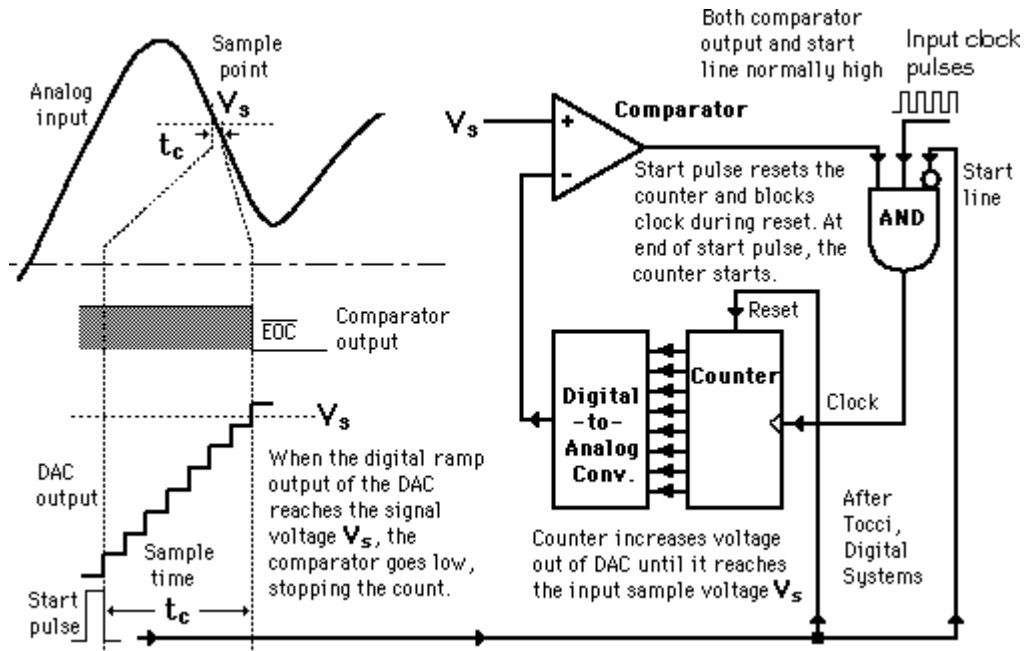 Analog
input
Sample
point
Vs
tc
EOC
Comparator
output
Vs
DAC
output
Sample
time
Start
pulse
tc
When the digital ramp
output of the DAC
reaches the signal
voltage Vs, the
comparator goes low,
stopping the count.
Both comparator
output and start
line normally high
Input clock
pulses
Vs
+
-
Comparator
Start pulse resets the
counter and blocks
clock during reset. At
end of start pulse, the
counter starts.
AND
Start
line
Reset
Counter
Clock
Digital
-to-
Analog
Conv.
Counter increases voltage
out of DAC until it reaches
the input sample voltage Vs
After
Tocci,
Digital
Systems